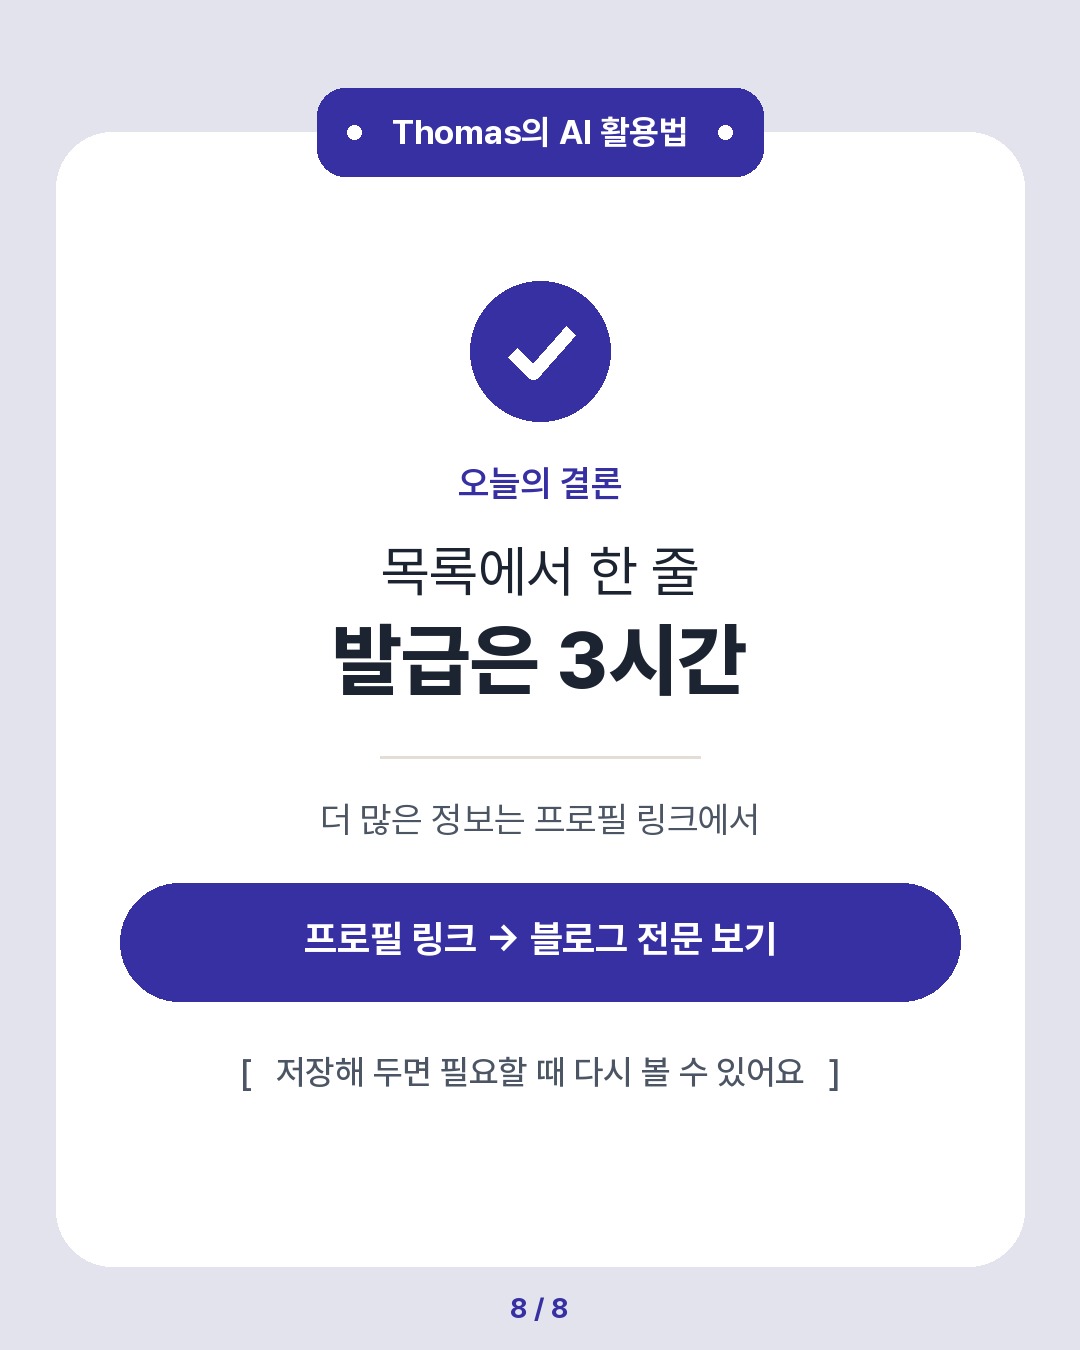 Thomas의 AI 활용법
오늘의 결론
목록에서 한 줄
발급은 3시간
더 많은 정보는 프로필 링크에서
프로필 링크 → 블로그 전문 보기
[ 저장해 두면 필요할 때 다시 볼 수 있어요 ]
8 / 8